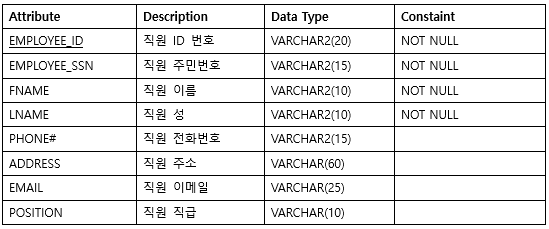 Attribute Description Data Type Constaint
EMPLOYEE_ID 직원 ID 번호 VARCHAR2(20) NOT NULL
EMPLOYEE_SSN 직원 주민번호 VARCHAR2(15) NOT NULL
FNAME 직원 이름 VARCHAR2(10) NOT NULL
LNAME 직원 성 VARCHAR2(10) NOT NULL
PHONE# 직원 전화번호 VARCHAR2(15)
ADDRESS 직원 주소 VARCHAR(60)
EMAIL 직원 이메일 VARCHAR(25)
POSITION 직원 직급 VARCHAR(10)